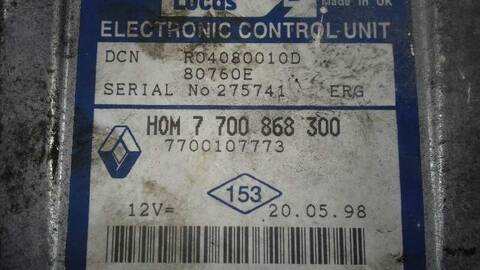 Lucas Made in UK
ELECTRONIC CONTROL UNIT
DCN R04080010D
80760E
SERIAL No 275741 ERG
HOM 7 700 868 300
7700107773
153
12V= 20.05.98